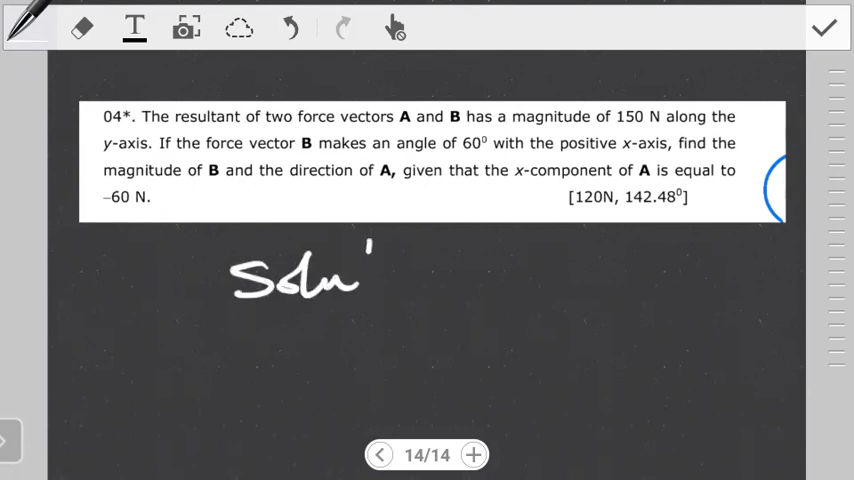 T
04*. The resultant of two force vectors A and B has a magnitude of 150 N along the
y-axis. If the force vector B makes an angle of 60⁰ with the positive x-axis, find the
magnitude of B and the direction of A, given that the x-component of A is equal to
–60 N. [120N, 142.48⁰]
Soln'
14/14